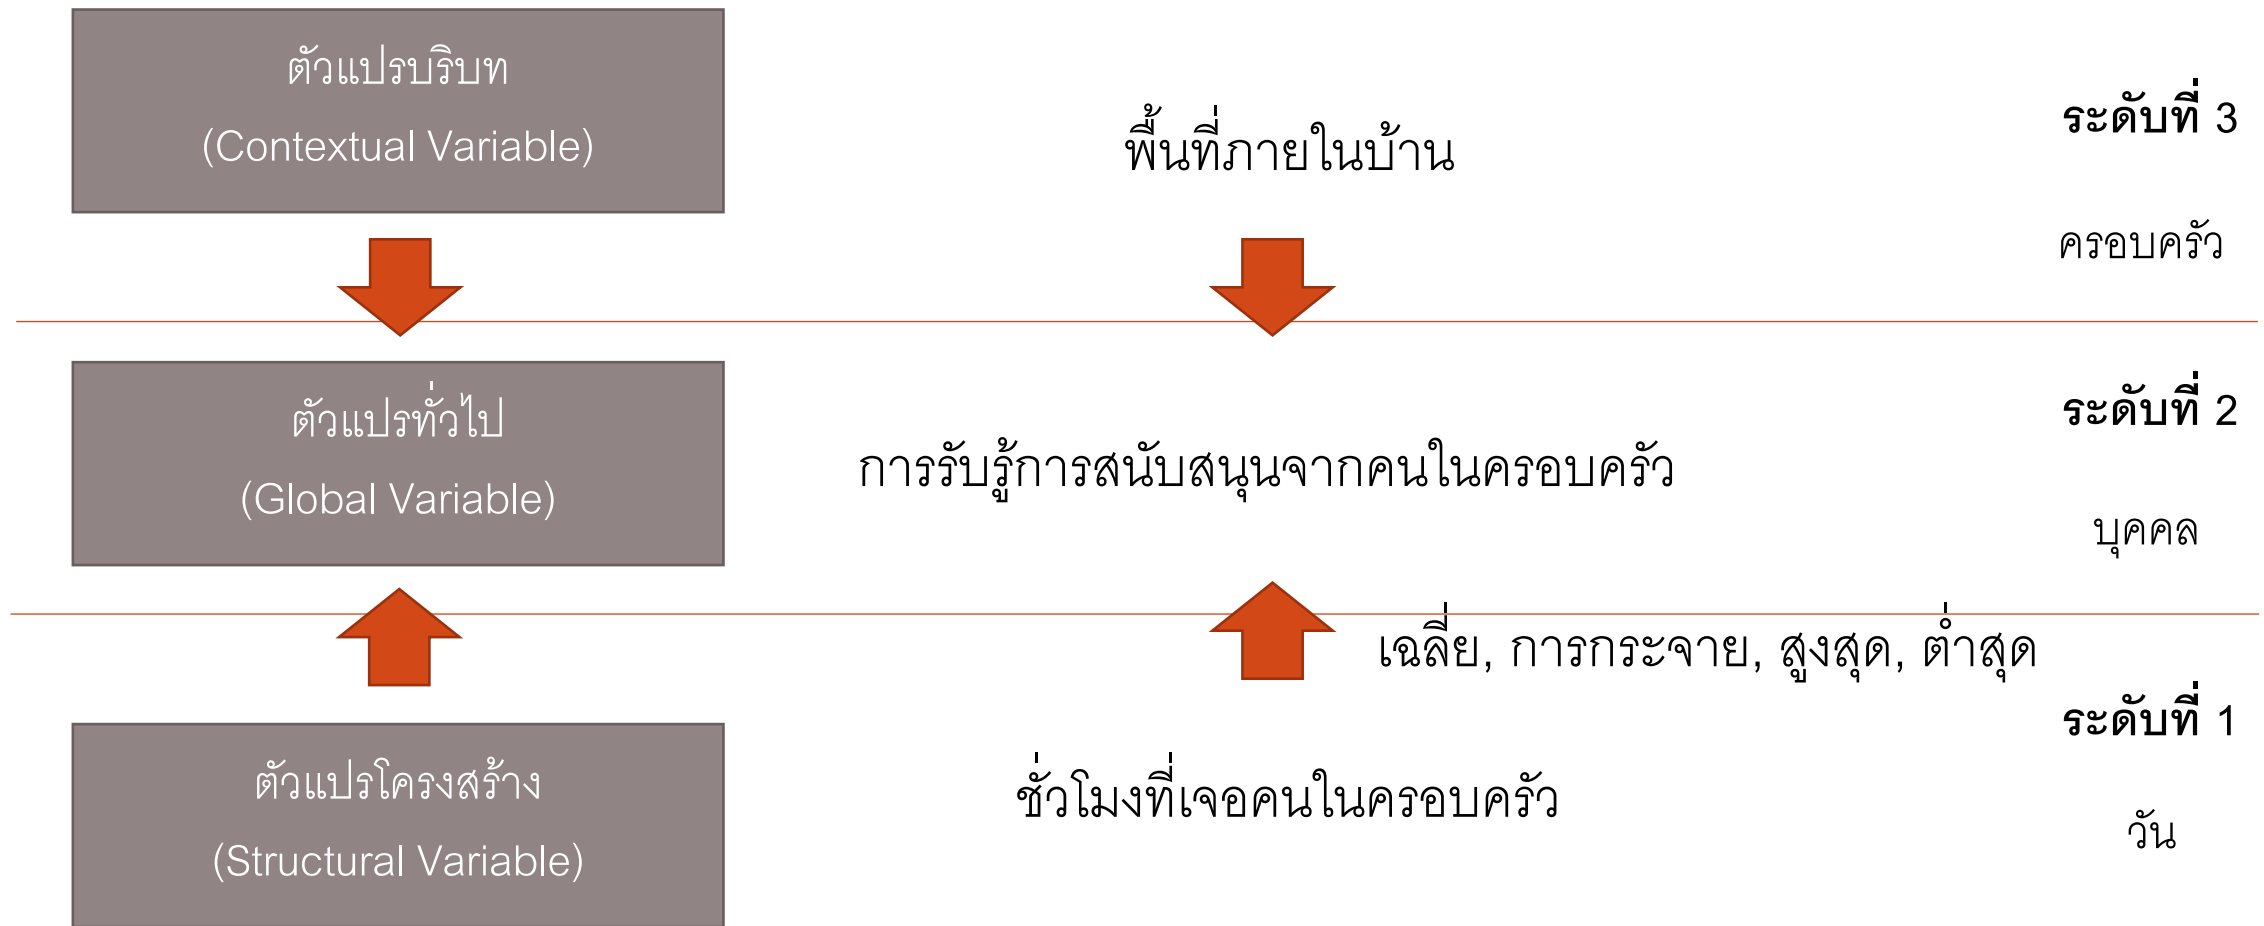 ตัวแปรบริบท
(Contextual Variable)
พื้นที่ภายในบ้าน
ระดับที่ 3
ครอบครัว
ตัวแปรทั่วไป
(Global Variable)
การรับรู้การสนับสนุนจากคนในครอบครัว
ระดับที่ 2
บุคคล
เฉลี่ย, การกระจาย, สูงสุด, ต่ำสุด
ตัวแปรโครงสร้าง
(Structural Variable)
ชั่วโมงที่เจอคนในครอบครัว
ระดับที่ 1
วัน